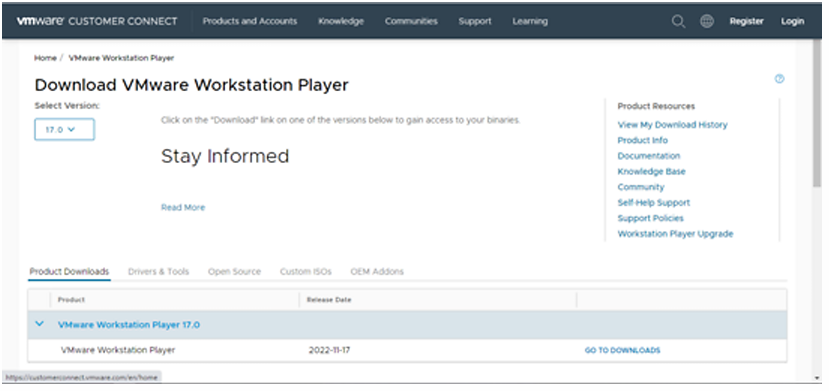 vmware CUSTOMER CONNECT Products and Accounts Knowledge Communities Support Learning Register Login
Home / VMware Workstation Player
Download VMware Workstation Player
Select Version:
17.0
Click on the "Download" link on one of the versions below to gain access to your binaries.
Stay Informed
Read More
Product Resources
View My Download History
Product Info
Documentation
Knowledge Base
Community
Self-Help Support
Support Policies
Workstation Player Upgrade
Product Downloads Drivers & Tools Open Source Custom ISOs OEM Addons
Product Release Date
VMware Workstation Player 17.0
VMware Workstation Player 2022-11-17 GO TO DOWNLOADS
https://customerconnect.vmware.com/en/home